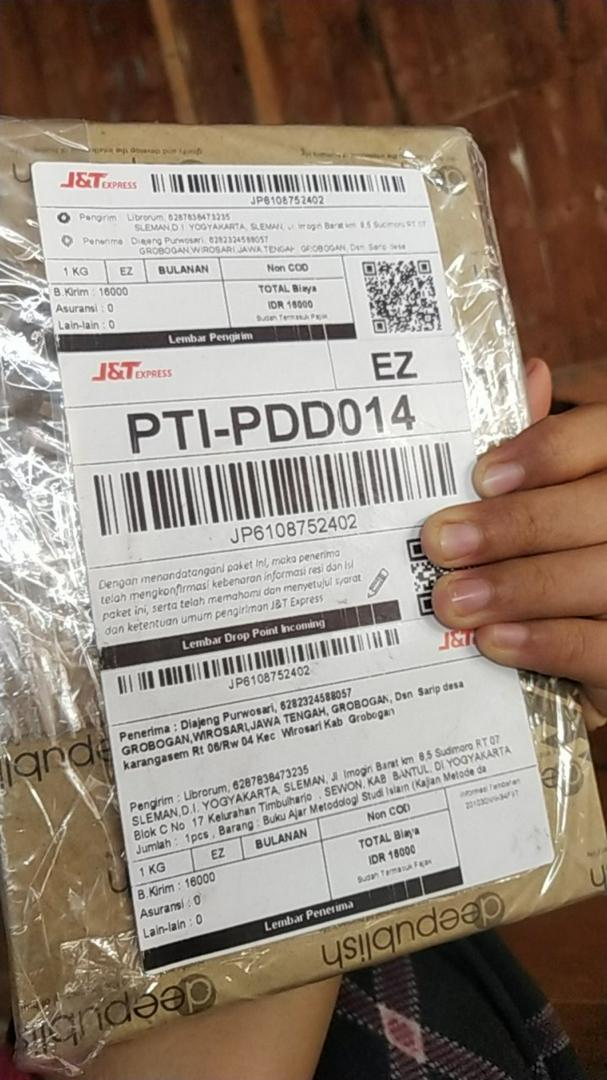 J&T EXPRESS
JP6108752402
Pengirim : Librorum, 6287838473235
SLEMAN,D.I. YOGYAKARTA, SLEMAN, Jl. Imogiri Barat km 8,5 Sudimoro RT 07
Penerima : Diajeng Purwosari, 6282324588057
GROBOGAN,WIROSARI,JAWA TENGAH, GROBOGAN, Dsn Sarip desa
1 KG EZ BULANAN Non COD
B.Kirim : 16000
Asuransi : 0
Lain-lain : 0
TOTAL Biaya
IDR 16000
Sudah Termasuk Pajak
Lembar Pengirim
J&T EXPRESS
EZ
PTI-PDD014
JP6108752402
Dengan menandatangani paket ini, maka penerima
telah mengkonfirmasi kebenaran informasi resi dan isi
paket ini, serta telah memahami dan menyetujui syarat
dan ketentuan umum pengiriman J&T Express
Lembar Drop Point Incoming
J&T
JP6108752402
Penerima : Diajeng Purwosari, 6282324588057
GROBOGAN,WIROSARI,JAWA TENGAH, GROBOGAN, Dsn Sarip desa
karangasem Rt 06/Rw 04 Kec Wirosari Kab Grobogan
Pengirim : Librorum, 6287838473235
SLEMAN,D.I. YOGYAKARTA, SLEMAN, Jl Imogiri Barat km 8,5 Sudimoro RT 07
Blok C No. 17 Kelurahan Timbulharjo , SEWON, KAB. BANTUL, DI YOGYAKARTA
Jumlah : 1pcs , Barang : Buku Ajar Metodologi Studi Islam (Kajian Metode da
Informasi Tambahan
1 KG EZ BULANAN Non COD
B.Kirim : 16000
Asuransi : 0
Lain-lain : 0
TOTAL Biaya
IDR 16000
Sudah Termasuk Pajak
Lembar Penerima
deepublish
deepublish